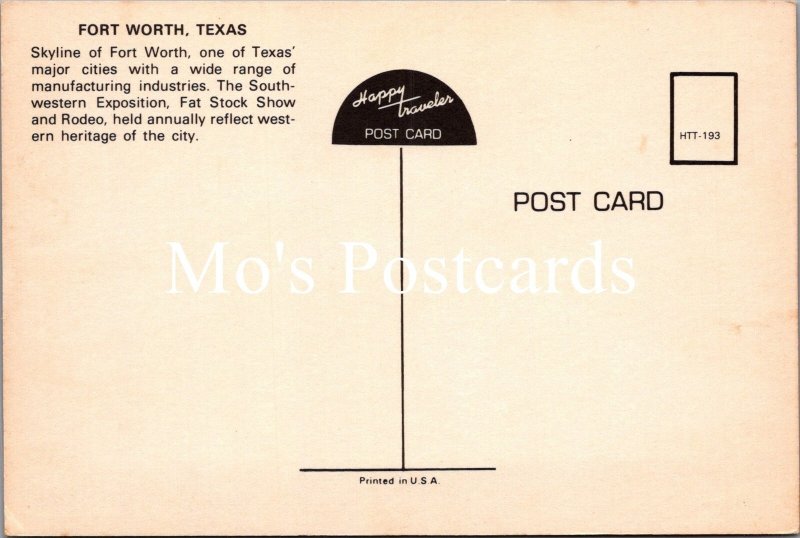 FORT WORTH, TEXAS
Skyline of Fort Worth, one of Texas'
major cities with a wide range of
manufacturing industries. The South-
western Exposition, Fat Stock Show
and Rodeo, held annually reflect west-
ern heritage of the city.
Happy
traveler
POST CARD
HTT-193
POST CARD
Mo's Postcards
Printed in U.S.A.